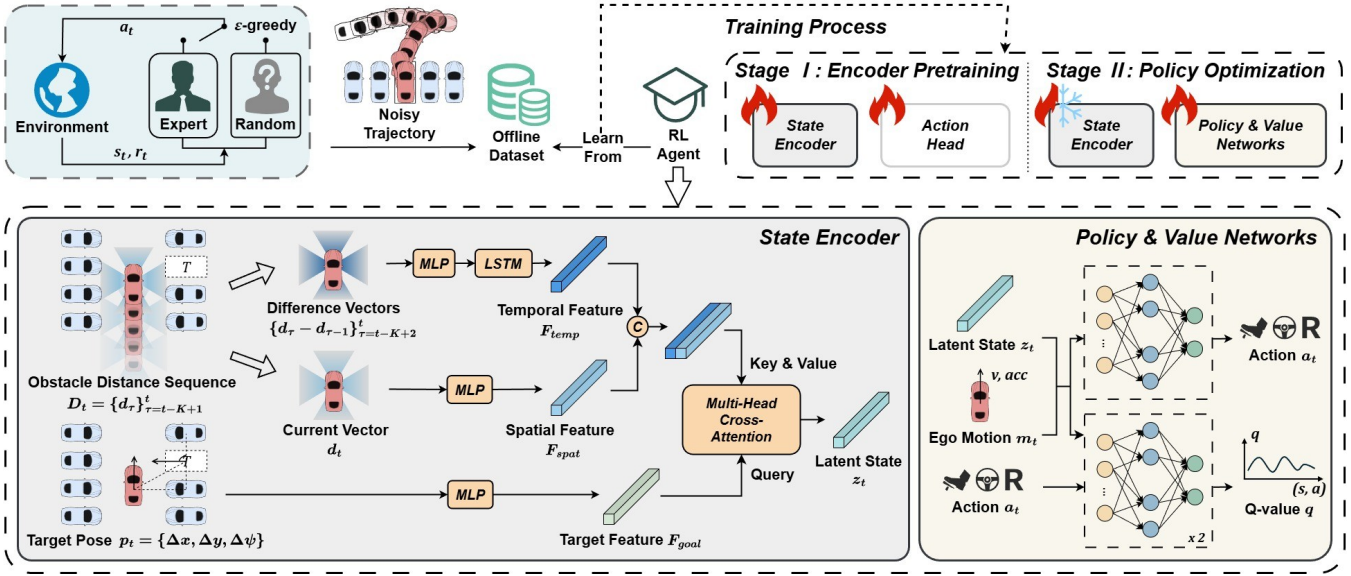 a_t
ε-greedy
Environment
Expert
Random
s_t, r_t
Noisy
Trajectory
Offline
Dataset
Learn
From
RL
Agent
Training Process
Stage I : Encoder Pretraining
State
Encoder
Action
Head
Stage II : Policy Optimization
State
Encoder
Policy & Value
Networks
State Encoder
T
Obstacle Distance Sequence
D_t = {d_τ}^t_{τ=t−K+1}
Difference Vectors
{d_τ − d_{τ−1}}^t_{τ=t−K+2}
MLP
LSTM
Temporal Feature
F_temp
C
Current Vector
d_t
MLP
Spatial Feature
F_spat
Key & Value
Multi-Head
Cross-
Attention
Query
Latent State
z_t
T
Target Pose p_t = {Δx, Δy, Δψ}
MLP
Target Feature F_goal
Policy & Value Networks
Latent State z_t
v, acc
Ego Motion m_t
R
Action a_t
...
R
Action a_t
...
x 2
q
(s, a)
Q-value q